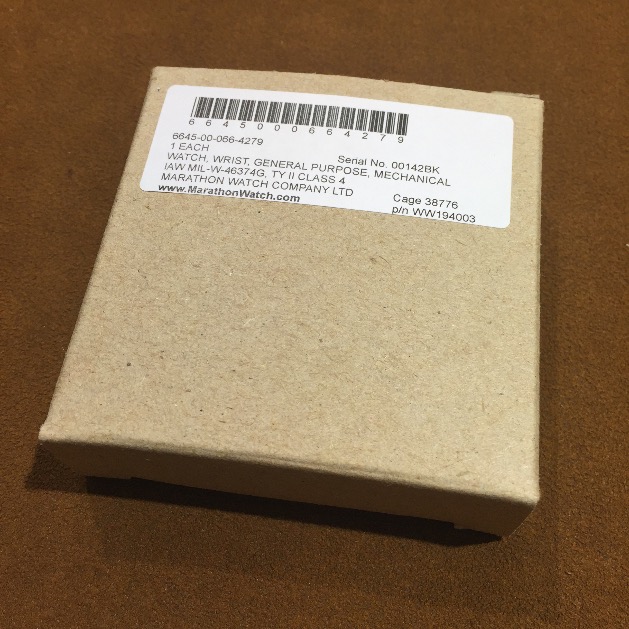 6645000664279
6645-00-066-4279
1 EACH Serial No. 00142BK
WATCH, WRIST, GENERAL PURPOSE, MECHANICAL
IAW MIL-W-46374G, TY II CLASS 4
MARATHON WATCH COMPANY LTD Cage 38776
www.MarathonWatch.com p/n WW194003